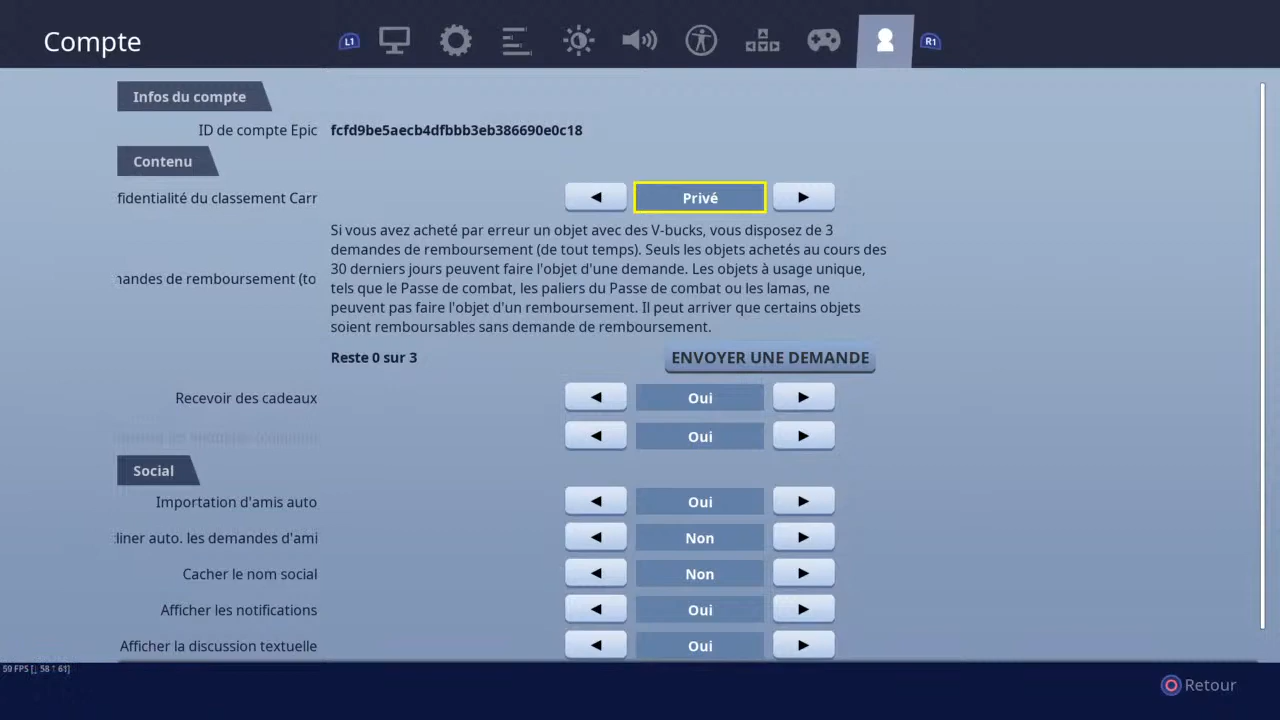 Compte
L1
R1
Infos du compte
ID de compte Epic fcfd9be5aecb4dfbbb3eb386690e0c18
Contenu
fidentialité du classement Carr Privé
Si vous avez acheté par erreur un objet avec des V-bucks, vous disposez de 3
demandes de remboursement (de tout temps). Seuls les objets achetés au cours des
30 derniers jours peuvent faire l'objet d'une demande. Les objets à usage unique,
mandes de remboursement (to
tels que le Passe de combat, les paliers du Passe de combat ou les lamas, ne
peuvent pas faire l'objet d'un remboursement. Il peut arriver que certains objets
soient remboursables sans demande de remboursement.
Reste 0 sur 3 ENVOYER UNE DEMANDE
Recevoir des cadeaux Oui
Oui
Social
Importation d'amis auto Oui
cliner auto. les demandes d'ami Non
Cacher le nom social Non
Afficher les notifications Oui
Afficher la discussion textuelle Oui
59 FPS [↓ 58 ↑ 61]
Retour